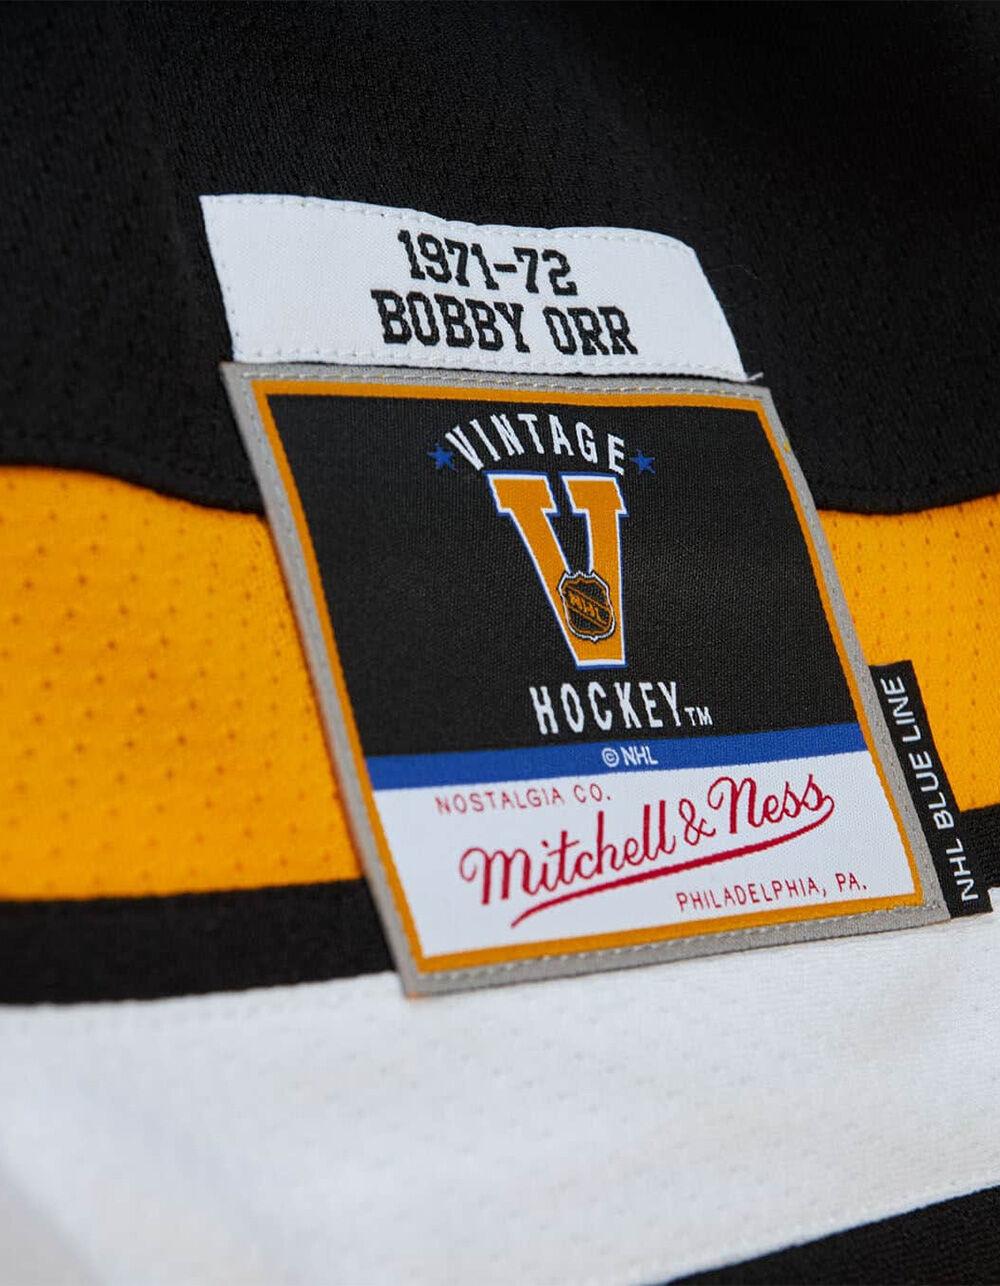 1971-72
BOBBY ORR
VINTAGE
V
NHL
HOCKEY TM
© NHL
NOSTALGIA CO.
Mitchell & Ness
PHILADELPHIA, PA.
NHL BLUE LINE